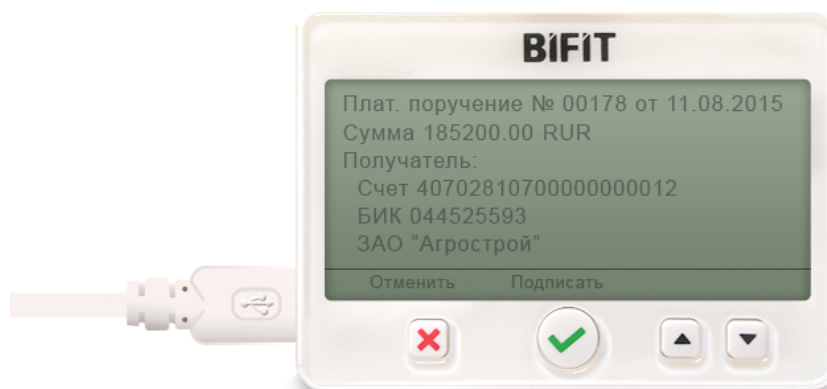 BIFIT
Плат. поручение № 00178 от 11.08.2015
Сумма 185200.00 RUR
Получатель:
Счет 40702810700000000012
БИК 044525593
ЗАО “Агрострой”
Отменить Подписать